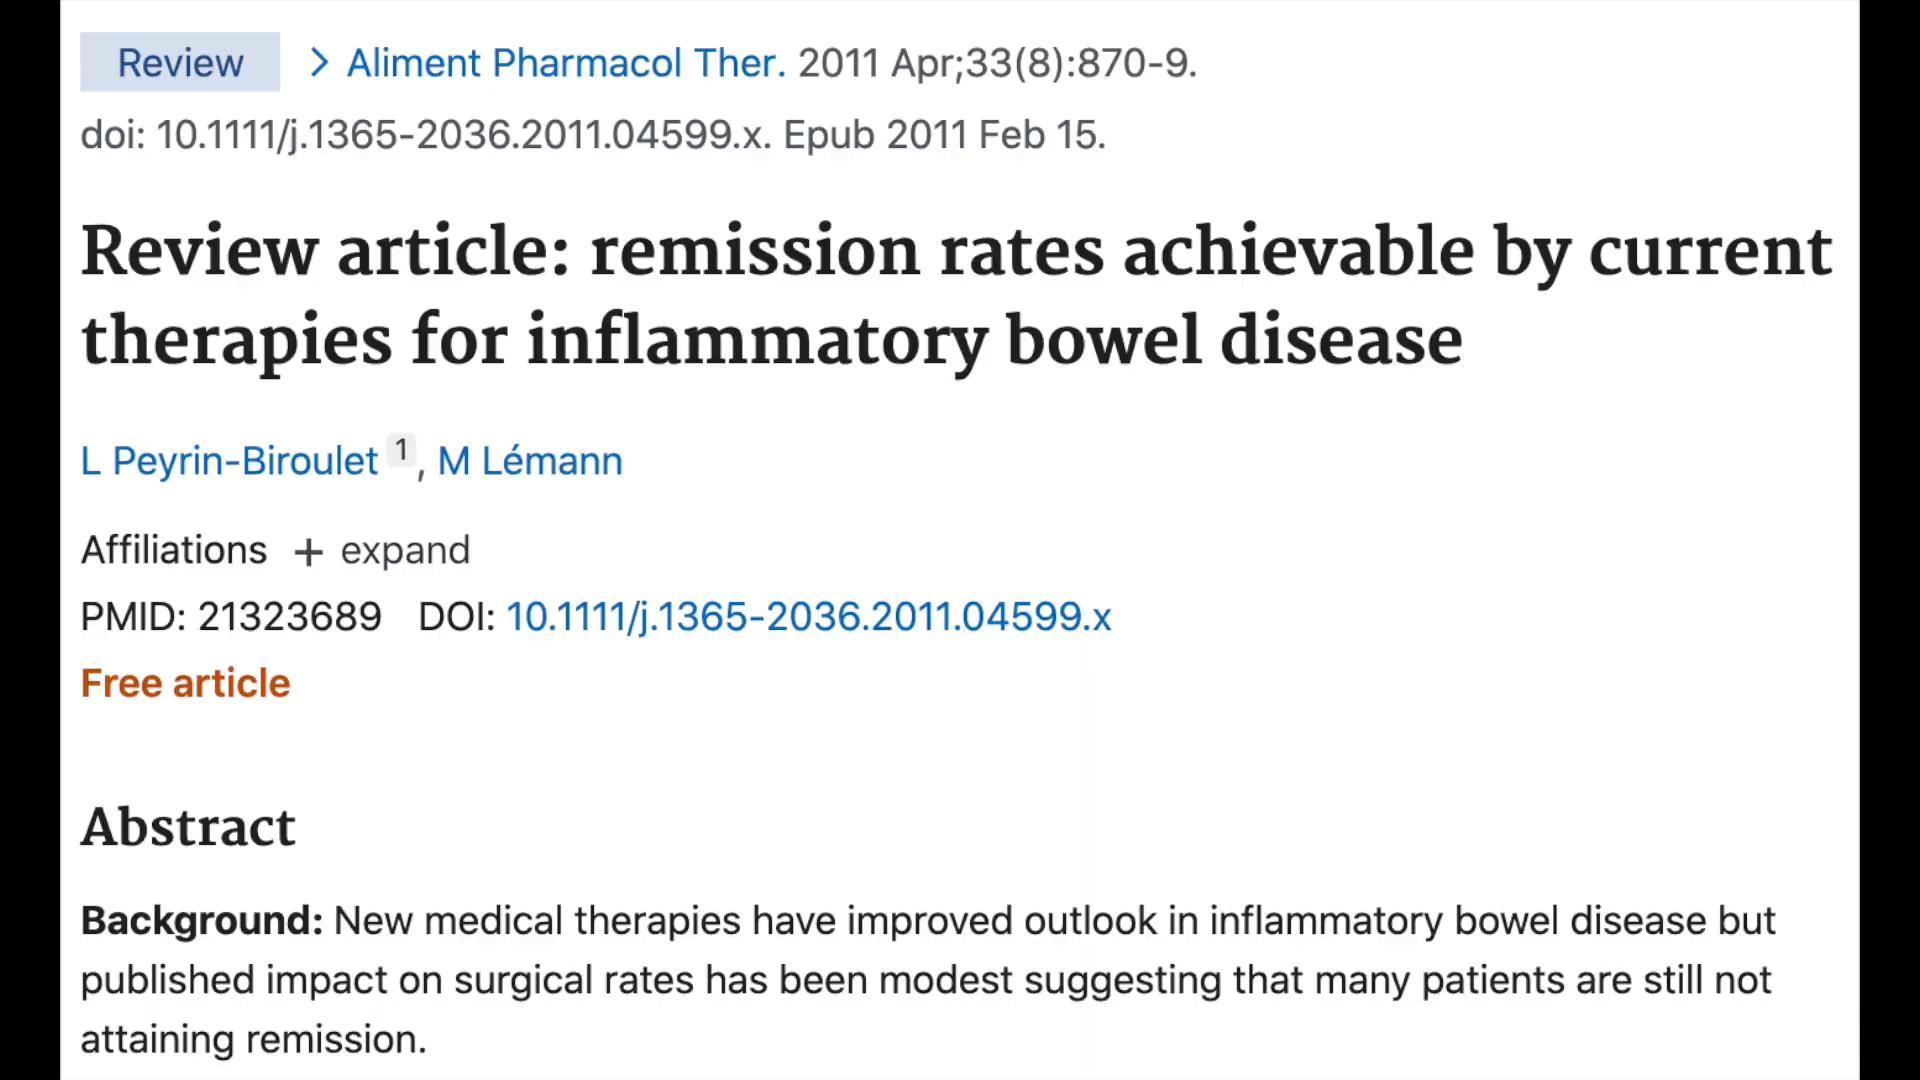 Review > Aliment Pharmacol Ther. 2011 Apr;33(8):870-9.
doi: 10.1111/j.1365-2036.2011.04599.x. Epub 2011 Feb 15.
Review article: remission rates achievable by current
therapies for inflammatory bowel disease
L Peyrin-Biroulet 1, M Lémann
Affiliations + expand
PMID: 21323689 DOI: 10.1111/j.1365-2036.2011.04599.x
Free article
Abstract
Background: New medical therapies have improved outlook in inflammatory bowel disease but
published impact on surgical rates has been modest suggesting that many patients are still not
attaining remission.